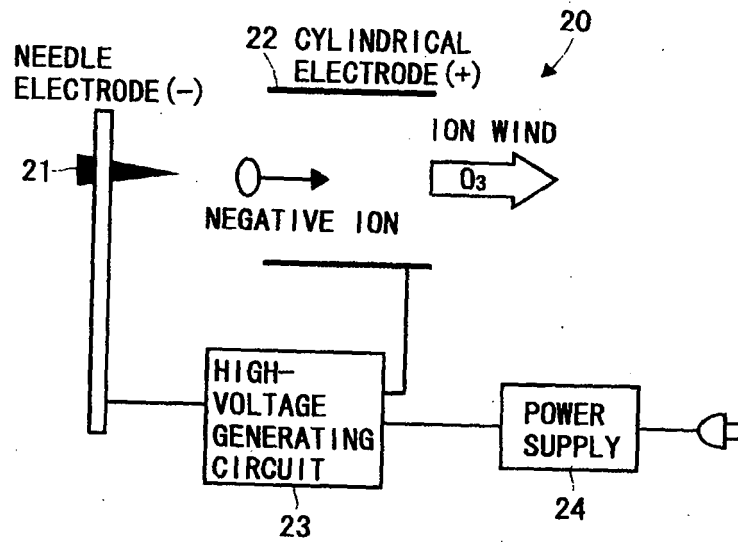 20
22 CYLINDRICAL
ELECTRODE(+)
NEEDLE
ELECTRODE(-)
ION WIND
21
O3
NEGATIVE ION
HIGH-
VOLTAGE
GENERATING
CIRCUIT
23
POWER
SUPPLY
24